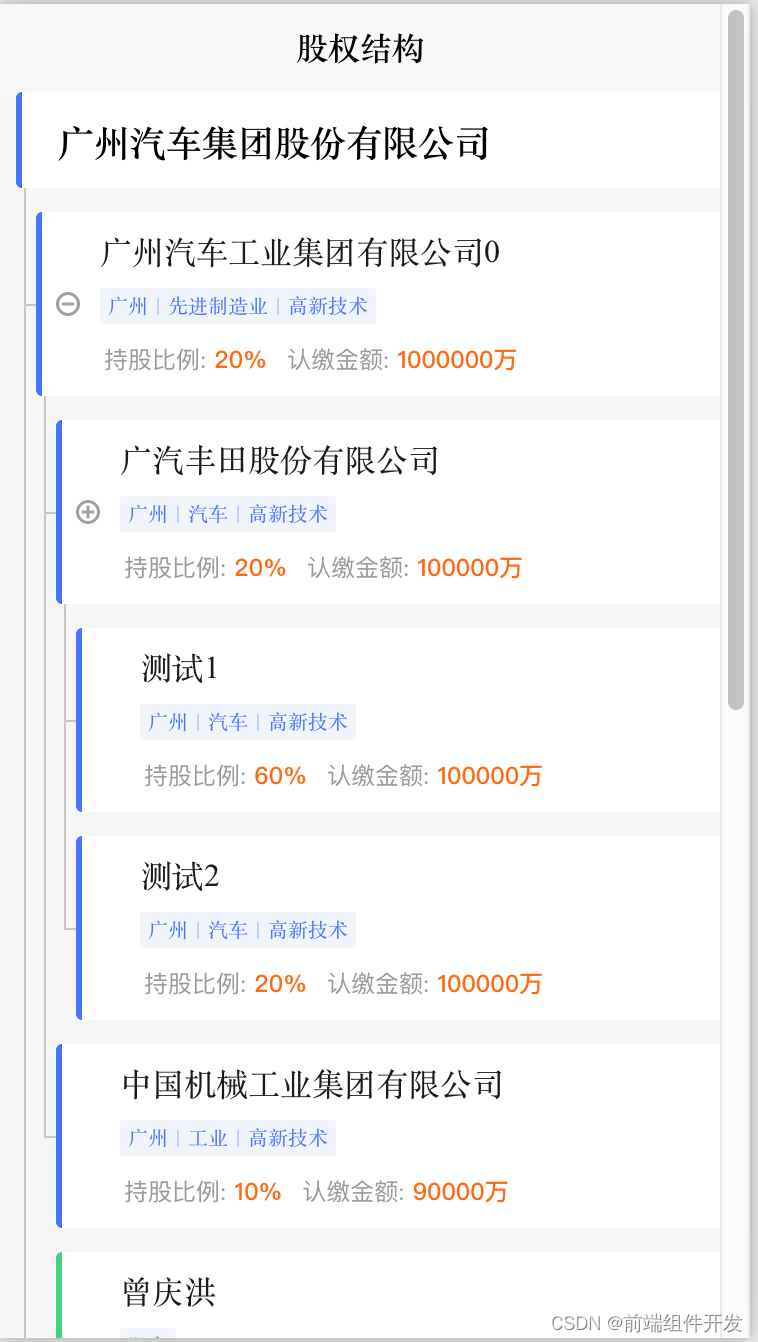 股权结构
广州汽车集团股份有限公司
广州汽车工业集团有限公司0
广州 | 先进制造业 | 高新技术
持股比例: 20% 认缴金额: 1000000万
广汽丰田股份有限公司
广州 | 汽车 | 高新技术
持股比例: 20% 认缴金额: 100000万
测试1
广州 | 汽车 | 高新技术
持股比例: 60% 认缴金额: 100000万
测试2
广州 | 汽车 | 高新技术
持股比例: 20% 认缴金额: 100000万
中国机械工业集团有限公司
广州 | 工业 | 高新技术
持股比例: 10% 认缴金额: 90000万
曾庆洪
CSDN @前端组件开发